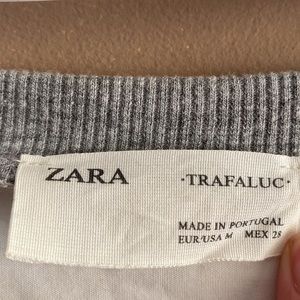 ZARA ·TRAFALUC·
MADE IN PORTUGAL
EUR/USA M MEX 28